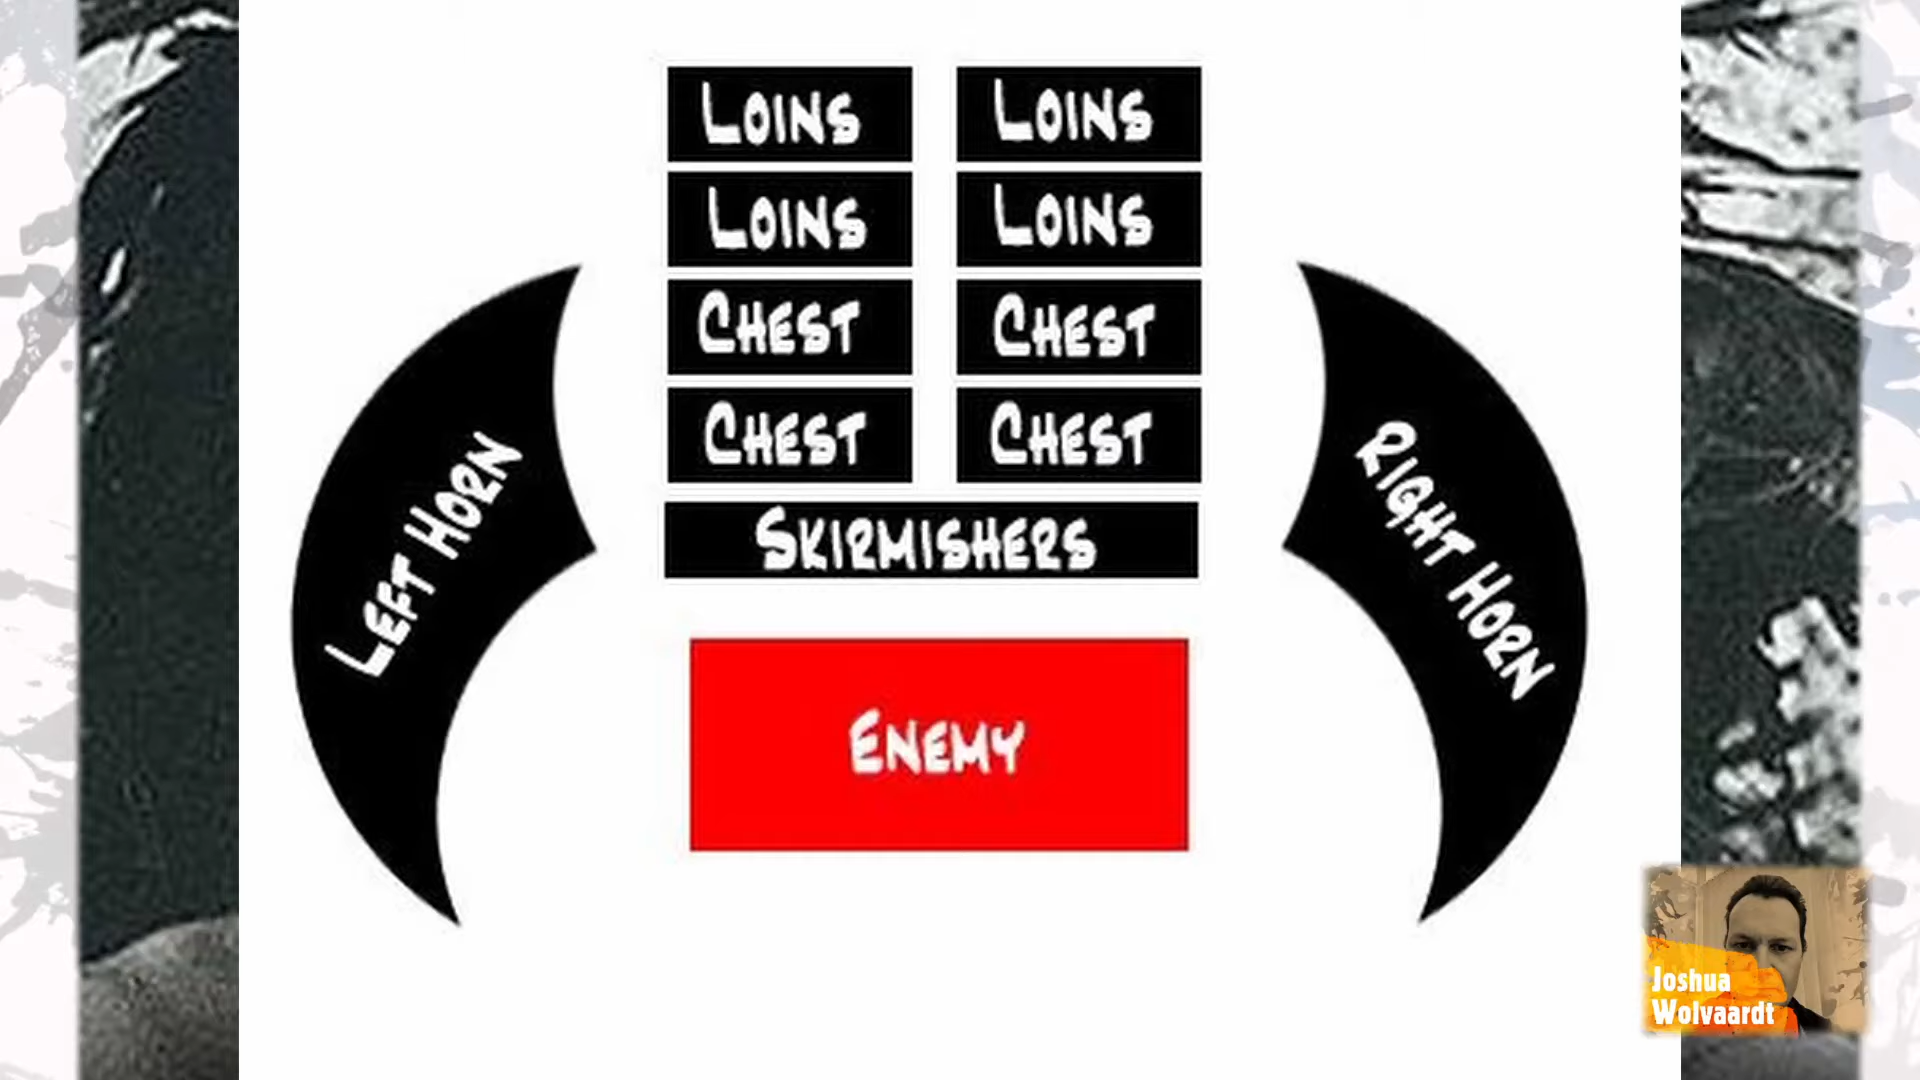 Loins Loins
Loins Loins
Chest Chest
Chest Chest
Left Horn
Right Horn
Skirmishers
Enemy
Joshua
Wolvaardt